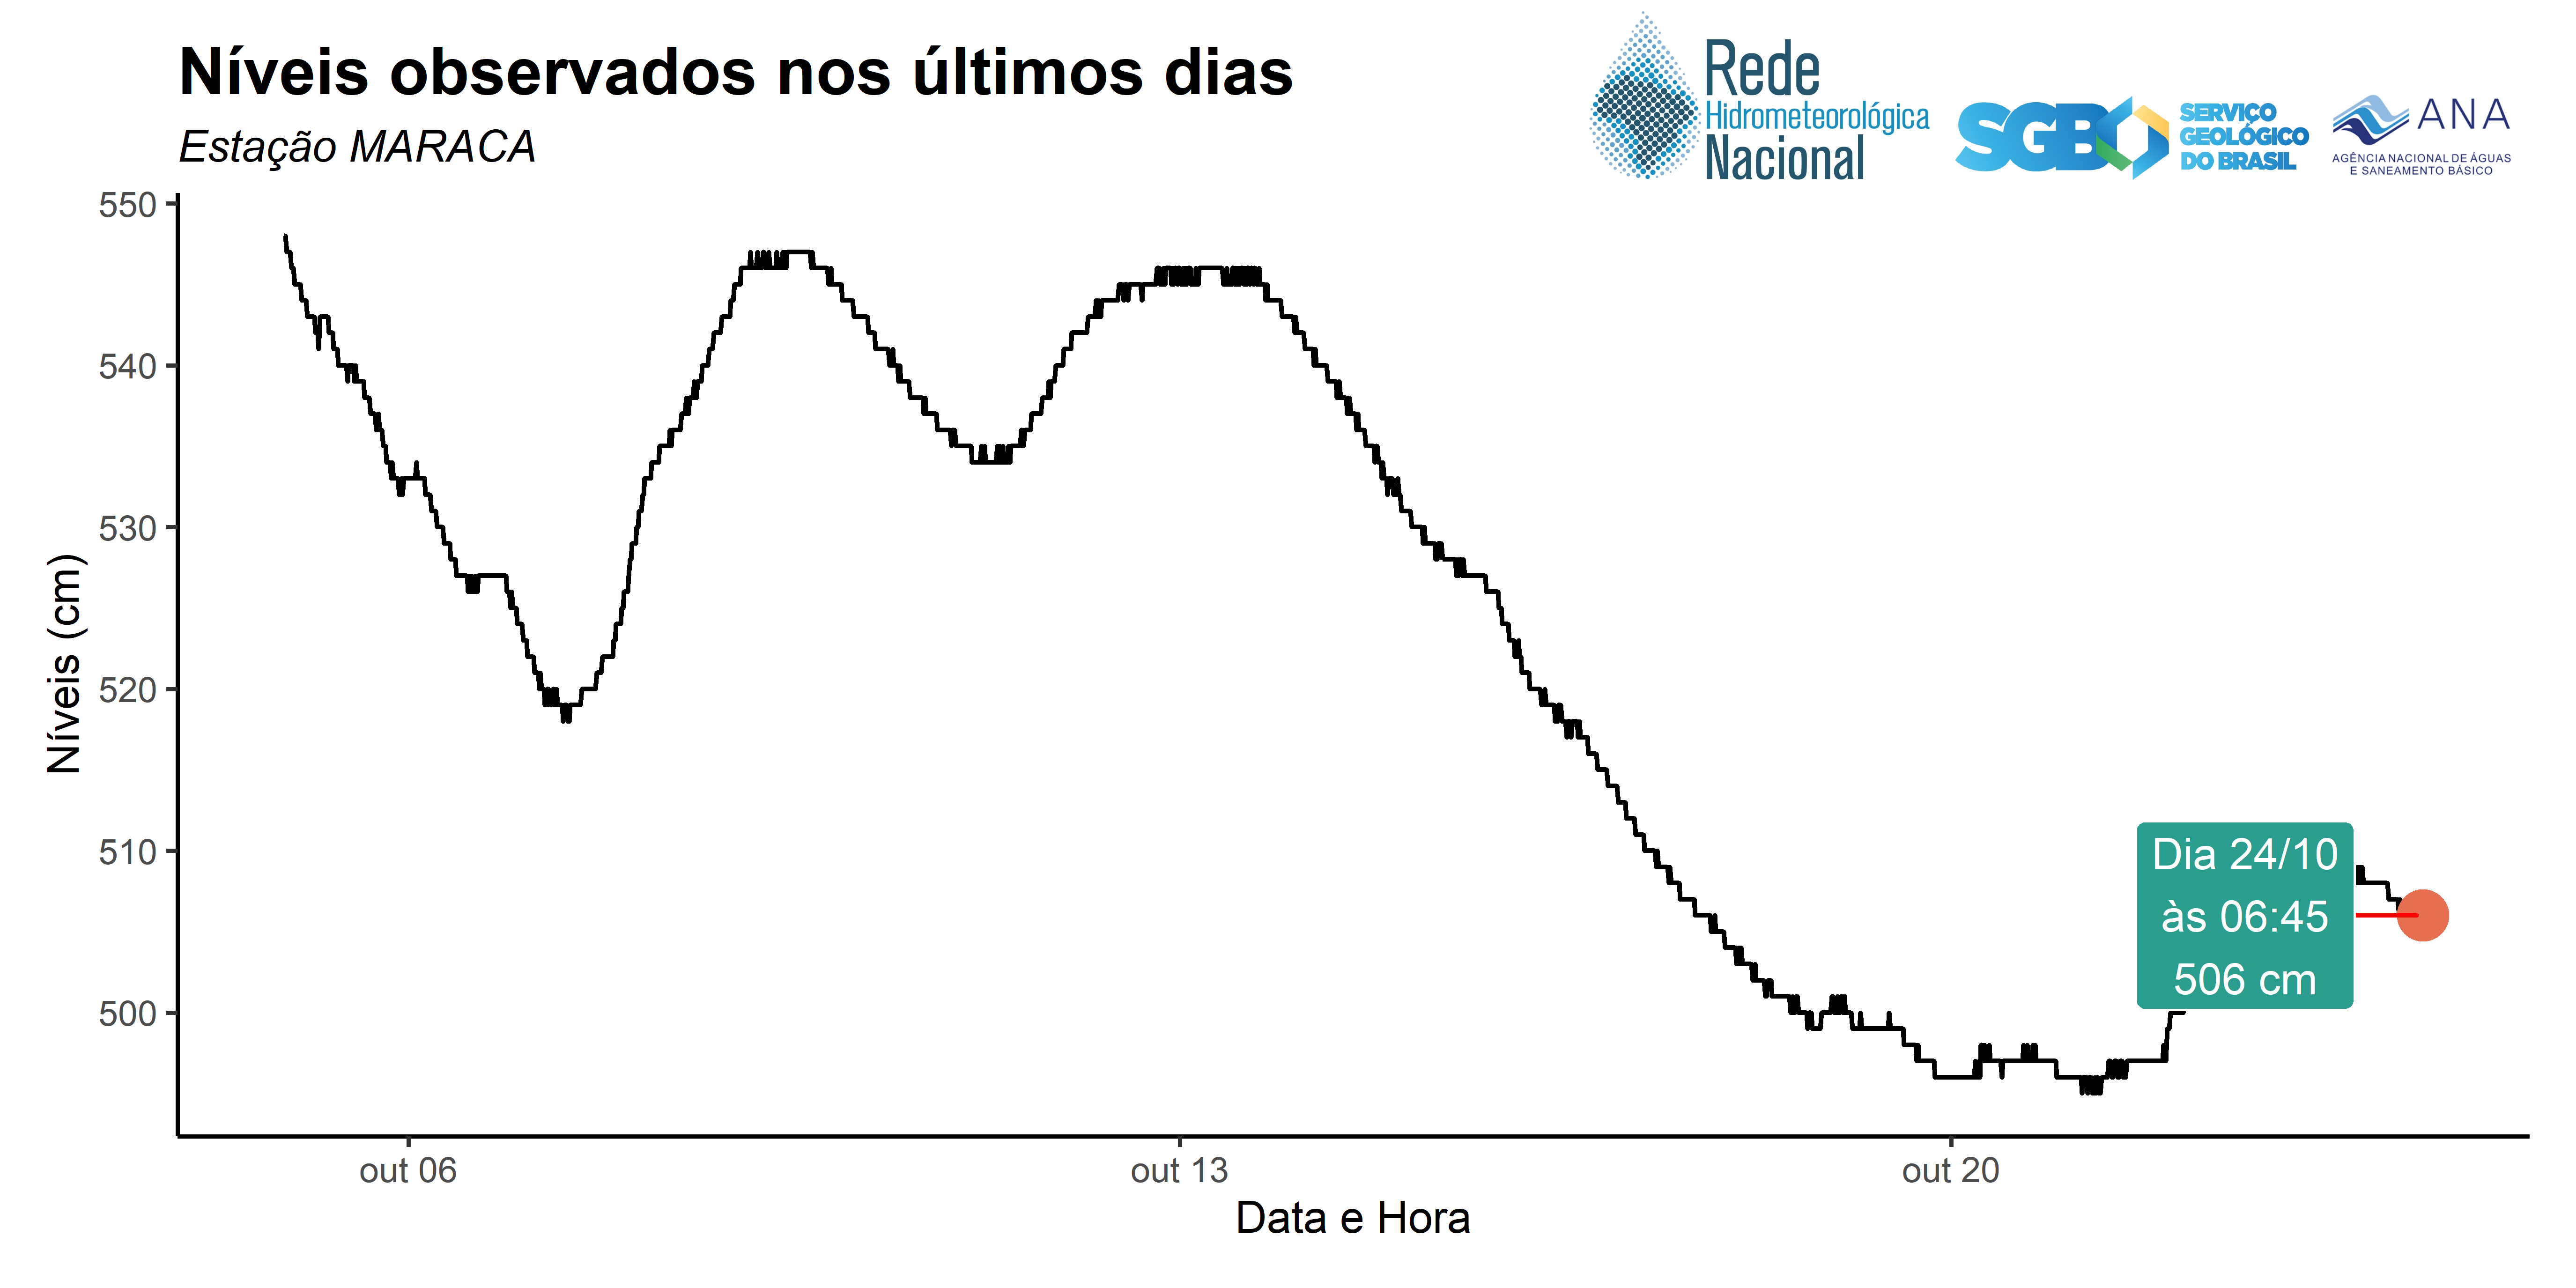 Níveis observados nos últimos dias
Estação MARACA
Rede
Hidrometeorológica
Nacional
SGB
SERVIÇO
GEOLÓGICO
DO BRASIL
ANA
AGÊNCIA NACIONAL DE ÁGUAS
E SANEAMENTO BÁSICO
Níveis (cm)
550
540
530
520
510
500
Dia 24/10
às 06:45
506 cm
out 06
out 13
out 20
Data e Hora